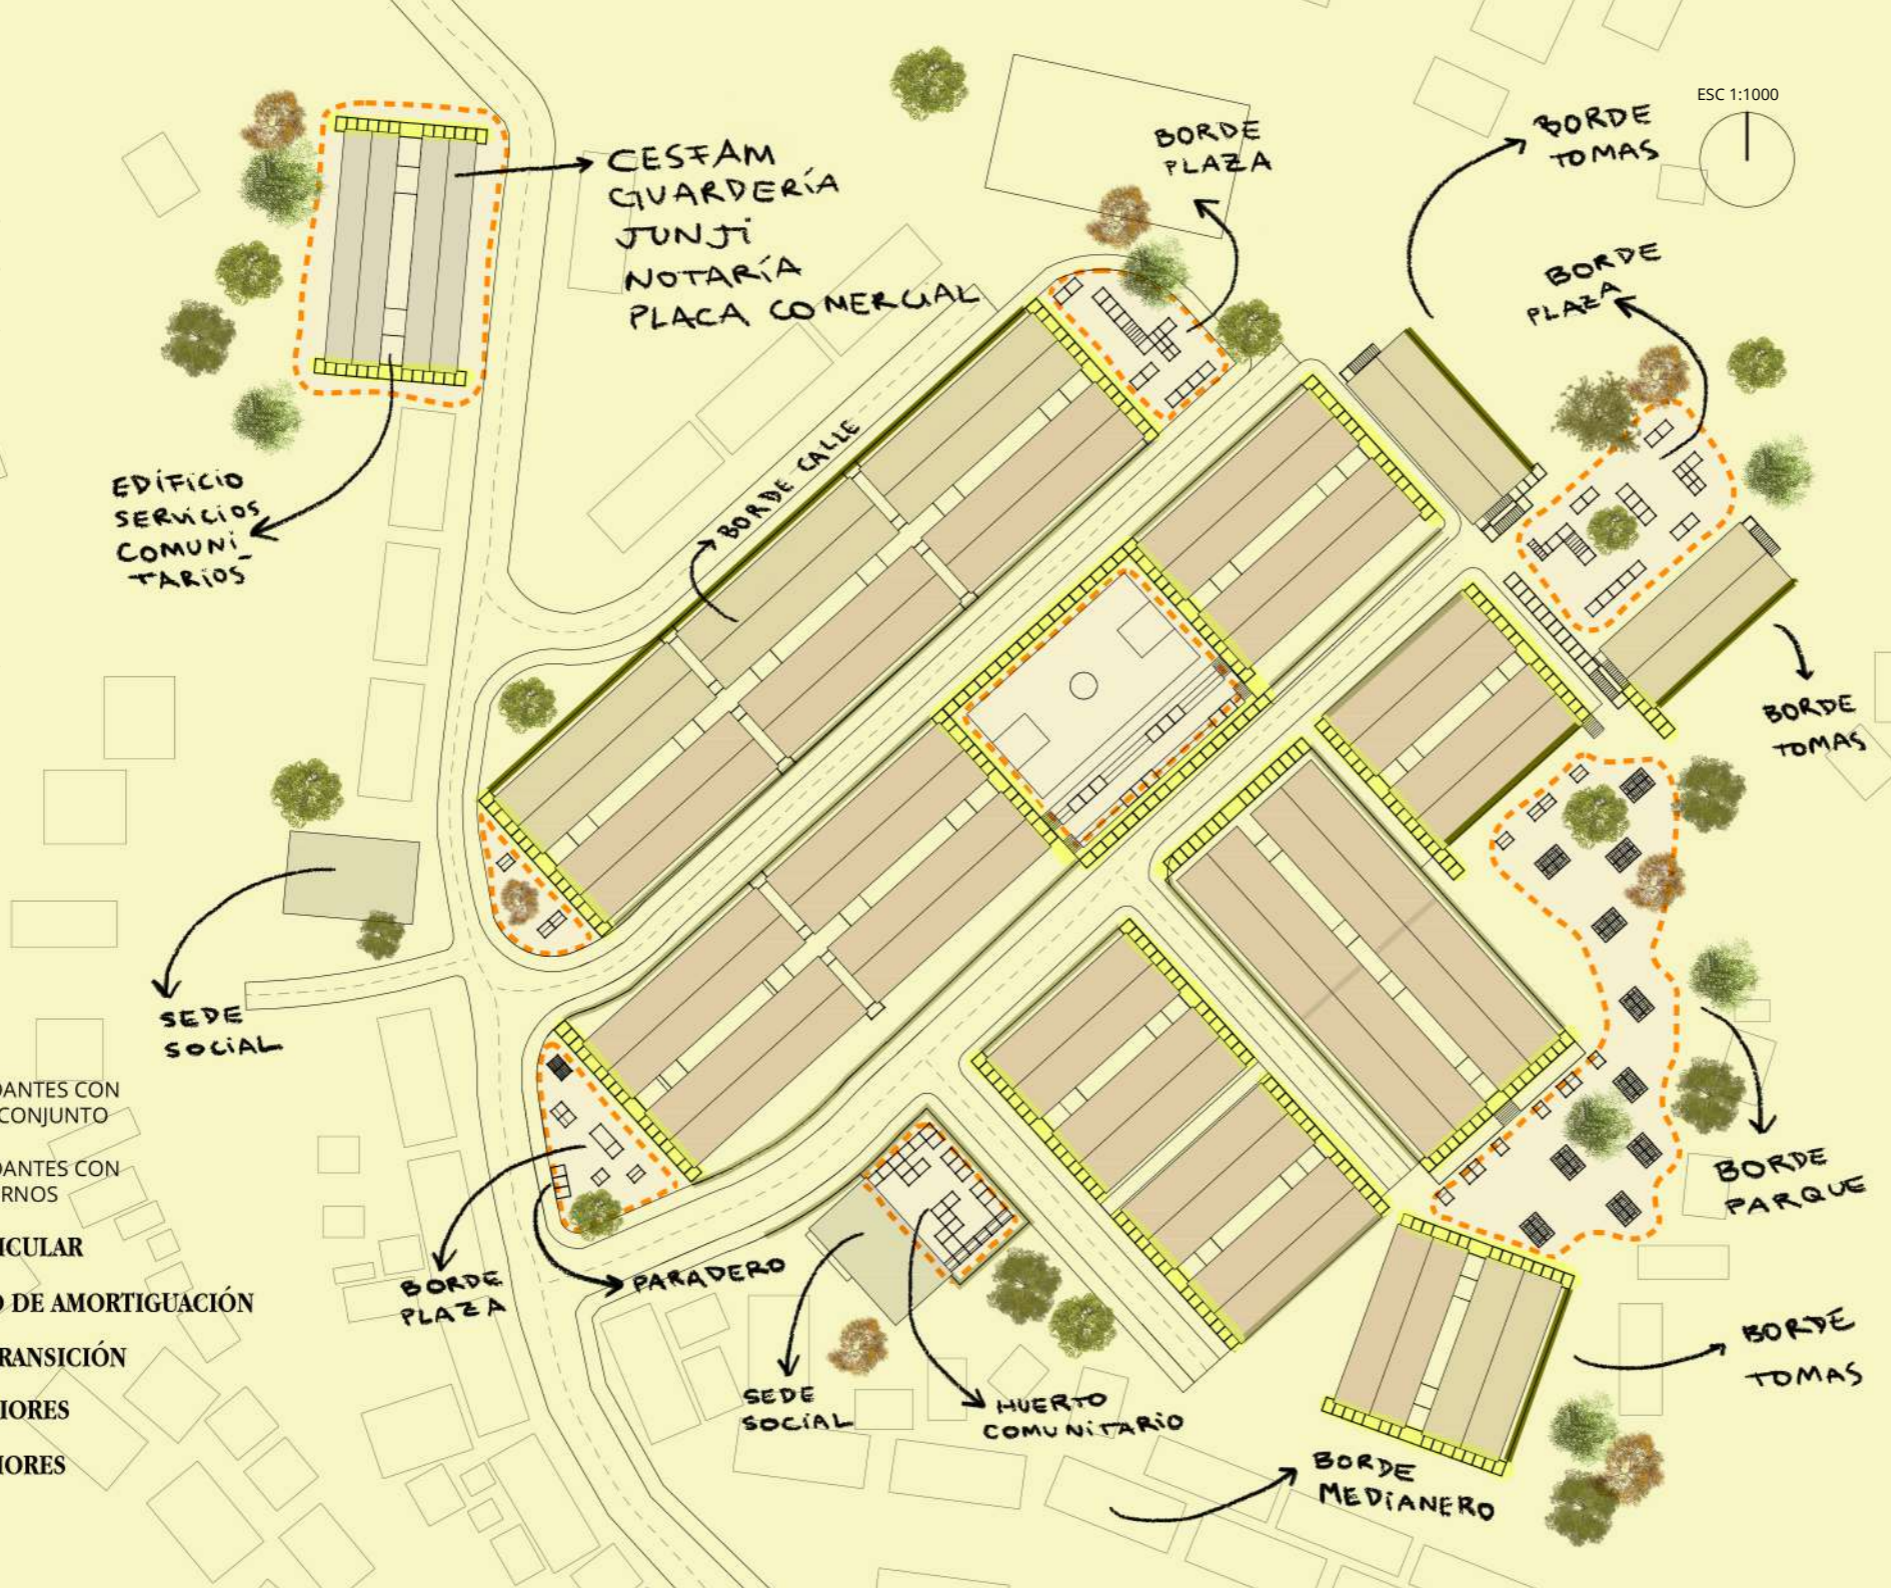 ESC 1:1000
BORDE
TOMAS
BORDE
PLAZA
CESFAM
GUARDERÍA
JUNJI
NOTARÍA
PLACA COMERCIAL
BORDE
PLAZA
BORDE CALLE
EDIFICIO
SERVICIOS
COMUNI_
TARIOS
BORDE
TOMAS
SEDE
SOCIAL
DANTES CON
CONJUNTO
DANTES CON
RNOS
ICULAR
O DE AMORTIGUACIÓN
RANSICIÓN
IORES
IORES
BORDE
PARQUE
BORDE
PLAZA
PARADERO
SEDE
SOCIAL
HUERTO
COMUNITARIO
BORDE
TOMAS
BORDE
MEDIANERO